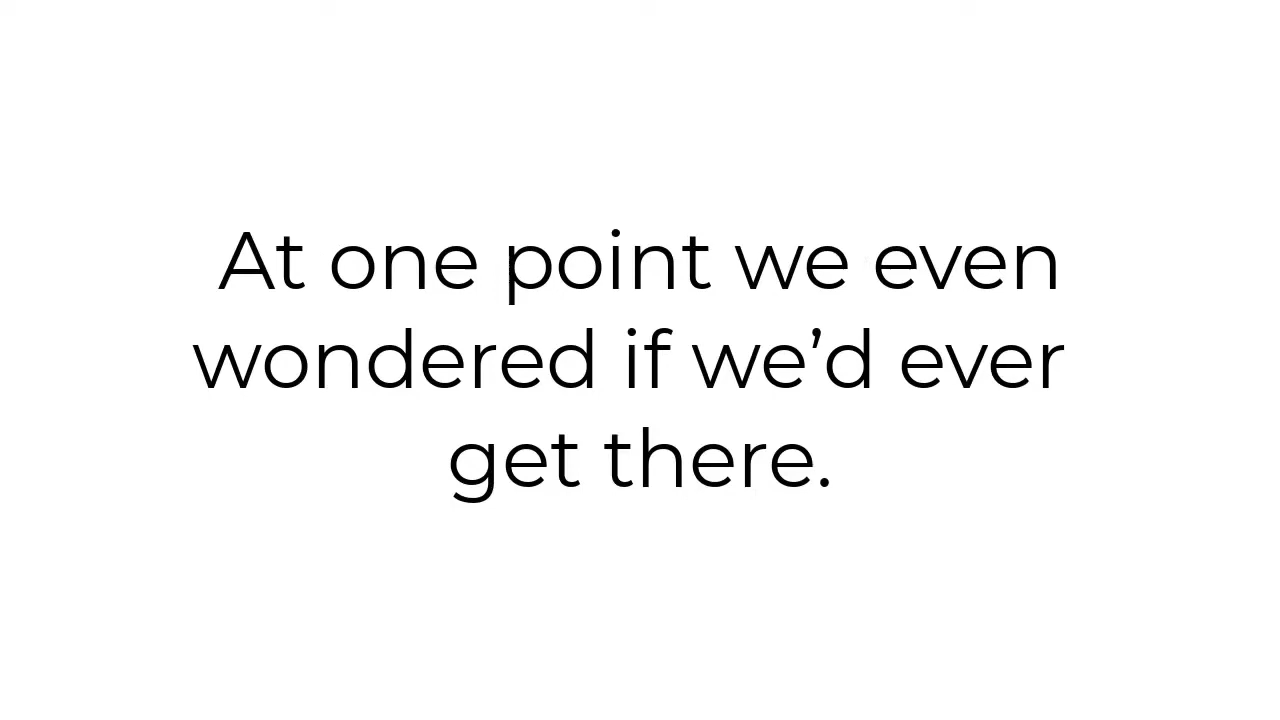 At one point we even
wondered if we’d ever
get there.